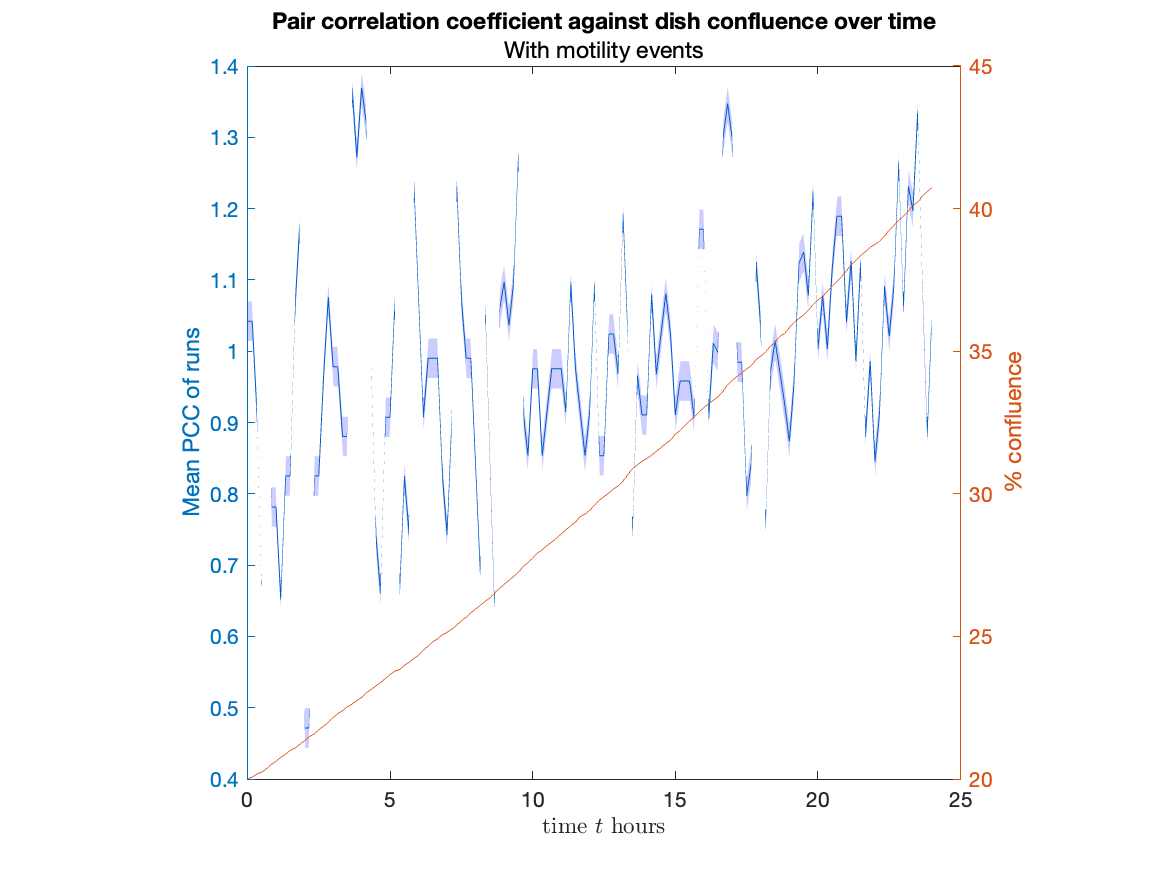 Pair correlation coefficient against dish confluence over time
With motility events
Mean PCC of runs
1.4
1.3
1.2
1.1
1
0.9
0.8
0.7
0.6
0.5
0.4
45
40
35
30
25
20
% confluence
0 5 10 15 20 25
time t hours